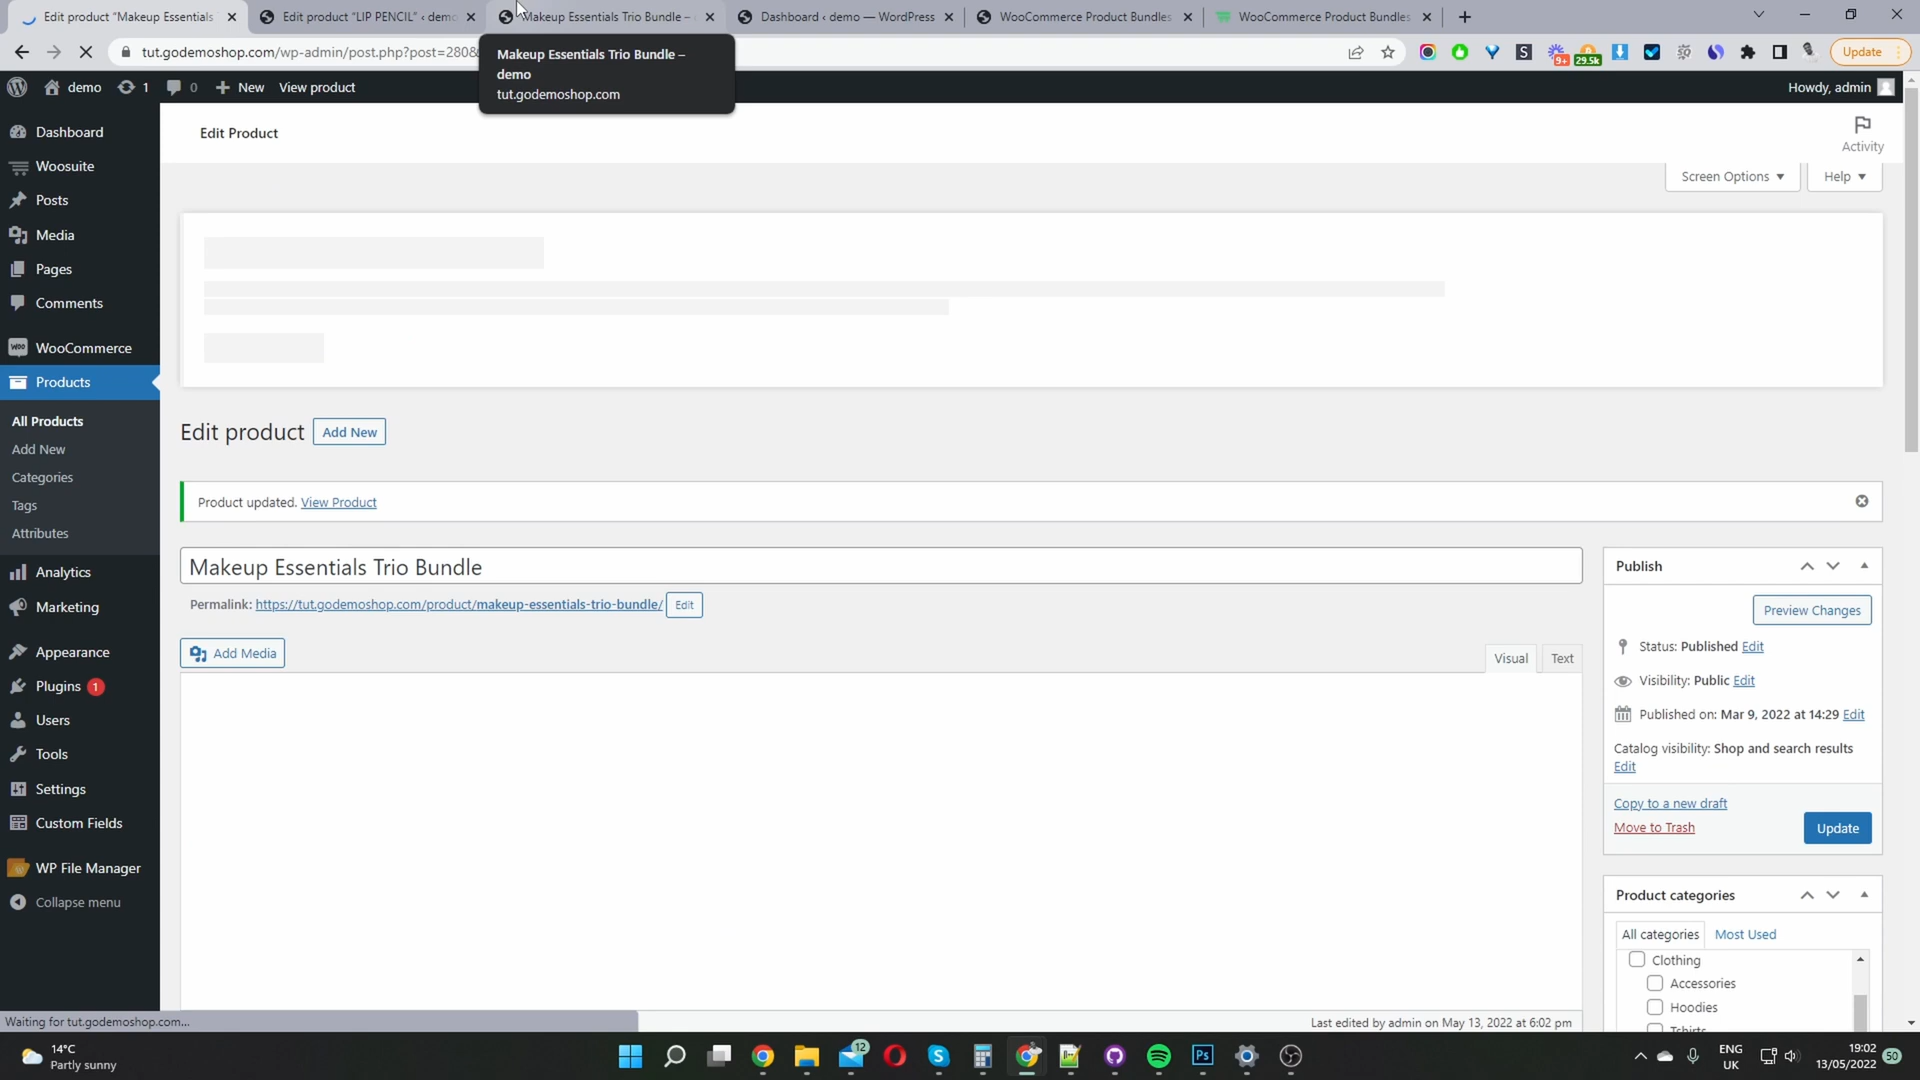 Edit product "Makeup Essentials
Edit product "LIP PENCIL" ‹ demo
Makeup Essentials Trio Bundle –
Dashboard ‹ demo — WordPress
WooCommerce Product Bundles
WooCommerce Product Bundles
tut.godemoshop.com/wp-admin/post.php?post=280&
9+
29.5k
Update
Makeup Essentials Trio Bundle –
demo
tut.godemoshop.com
demo
1
0
New
View product
Howdy, admin
Dashboard
Woosuite
Posts
Media
Pages
Comments
WooCommerce
Products
All Products
Add New
Categories
Tags
Attributes
Analytics
Marketing
Appearance
Plugins 1
Users
Tools
Settings
Custom Fields
WP File Manager
Collapse menu
Edit Product
Activity
Screen Options
Help
Edit product
Add New
Product updated. View Product
Makeup Essentials Trio Bundle
Permalink: https://tut.godemoshop.com/product/makeup-essentials-trio-bundle/ Edit
Add Media
Visual
Text
Last edited by admin on May 13, 2022 at 6:02 pm
Publish
Preview Changes
Status: Published Edit
Visibility: Public Edit
Published on: Mar 9, 2022 at 14:29 Edit
Catalog visibility: Shop and search results
Edit
Copy to a new draft
Move to Trash
Update
Product categories
All categories
Most Used
Clothing
Accessories
Hoodies
Tshirts
Waiting for tut.godemoshop.com...
14°C
Partly sunny
12
Ps
ENG
UK
19:02
13/05/2022
50